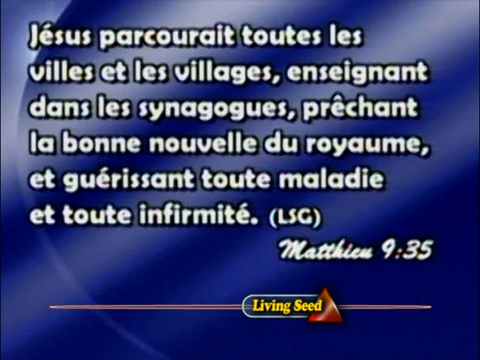 Jésus parcourait toutes les
villes et les villages, enseignant
dans les synagogues, prêchant
la bonne nouvelle du royaume,
et guérissant toute maladie
et toute infirmité. (LSG)
Matthieu 9:35
Living Seed